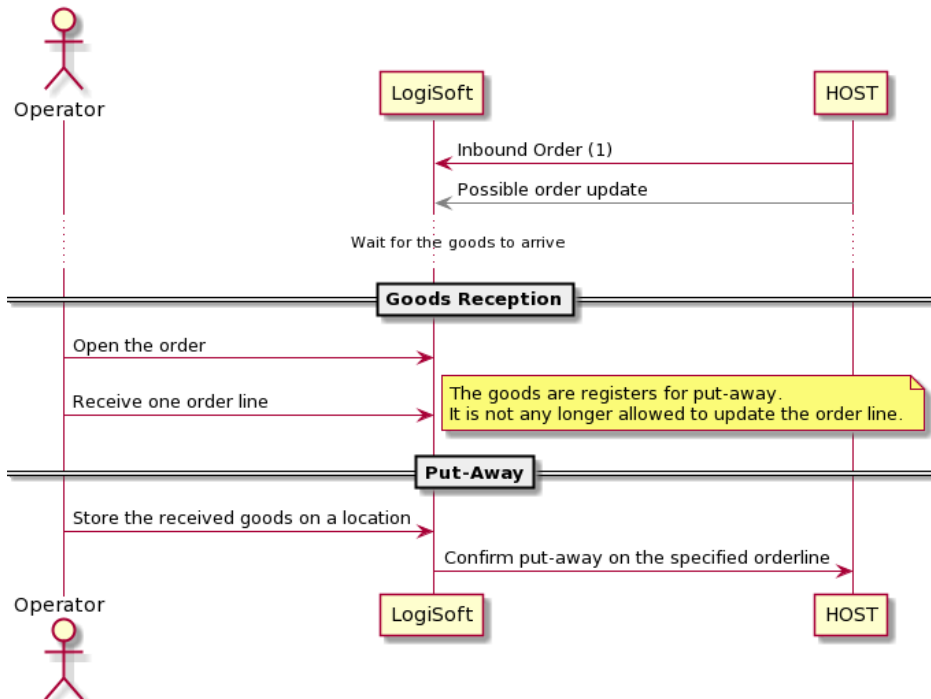 Operator
LogiSoft
HOST
Inbound Order (1)
Possible order update
Wait for the goods to arrive
Goods Reception
Open the order
Receive one order line
The goods are registers for put-away.
It is not any longer allowed to update the order line.
Put-Away
Store the received goods on a location
Confirm put-away on the specified orderline
Operator
LogiSoft
HOST